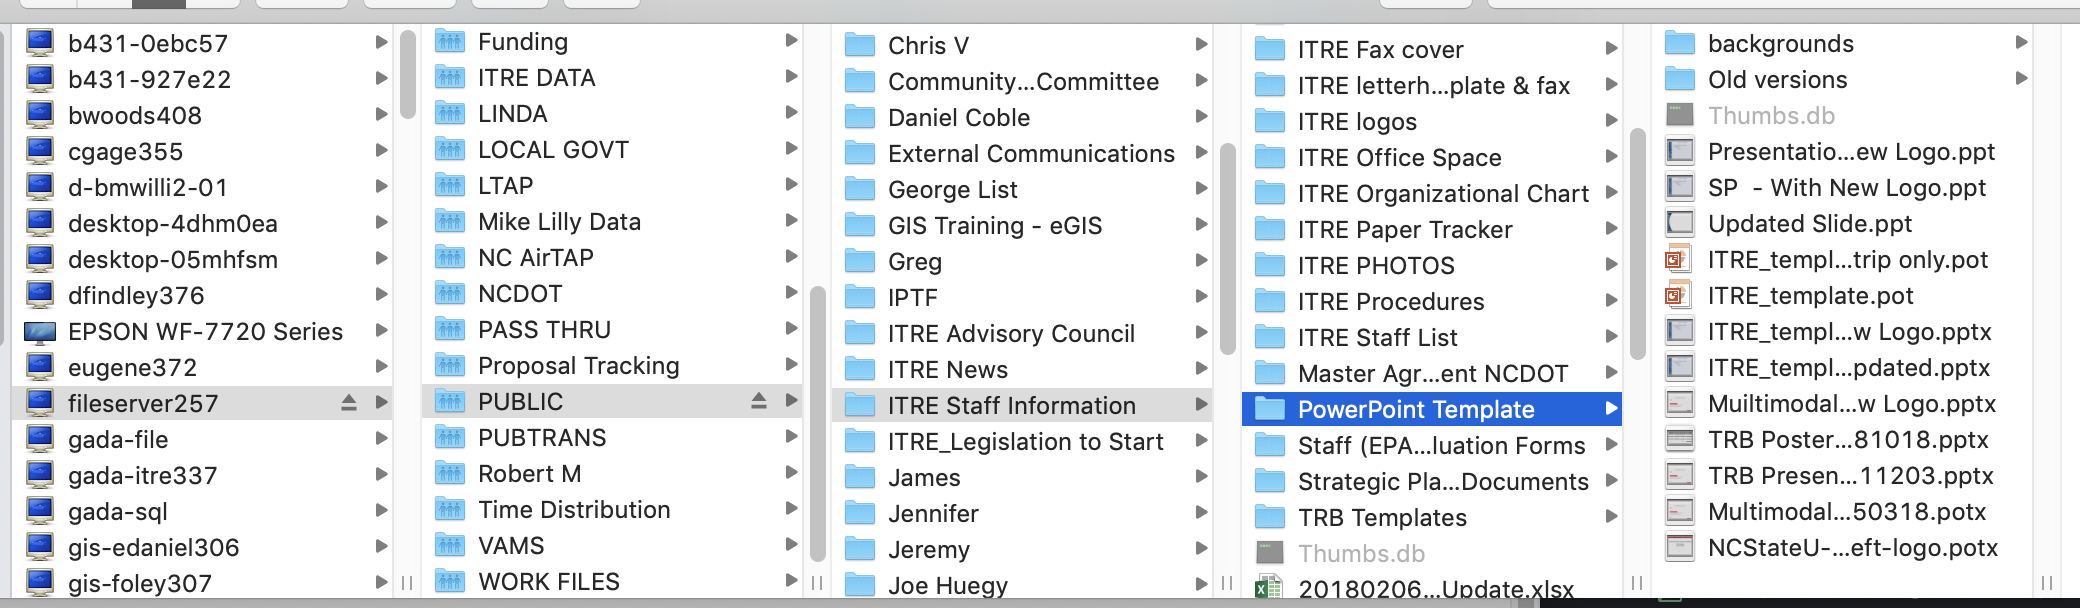 b431-0ebc57
b431-927e22
bwoods408
cgage355
d-bmwilli2-01
desktop-4dhm0ea
desktop-05mhfsm
dfindley376
EPSON WF-7720 Series
eugene372
fileserver257
gada-file
gada-itre337
gada-sql
gis-edaniel306
gis-foley307
Funding
ITRE DATA
LINDA
LOCAL GOVT
LTAP
Mike Lilly Data
NC AirTAP
NCDOT
PASS THRU
Proposal Tracking
PUBLIC
PUBTRANS
Robert M
Time Distribution
VAMS
WORK FILES
Chris V
Community...Committee
Daniel Coble
External Communications
George List
GIS Training - eGIS
Greg
IPTF
ITRE Advisory Council
ITRE News
ITRE Staff Information
ITRE_Legislation to Start
James
Jennifer
Jeremy
Joe Huegy
ITRE Fax cover
ITRE letterh...plate & fax
ITRE logos
ITRE Office Space
ITRE Organizational Chart
ITRE Paper Tracker
ITRE PHOTOS
ITRE Procedures
ITRE Staff List
Master Agr...ent NCDOT
PowerPoint Template
Staff (EPA...luation Forms
Strategic Pla...Documents
TRB Templates
Thumbs.db
20180206...Update.xlsx
backgrounds
Old versions
Thumbs.db
Presentatio...ew Logo.ppt
SP  - With New Logo.ppt
Updated Slide.ppt
ITRE_templ...trip only.pot
ITRE_template.pot
ITRE_templ...w Logo.pptx
ITRE_templ...pdated.pptx
Muiltimodal...w Logo.pptx
TRB Poster...81018.pptx
TRB Presen...11203.pptx
Multimodal...50318.potx
NCStateU-...eft-logo.potx